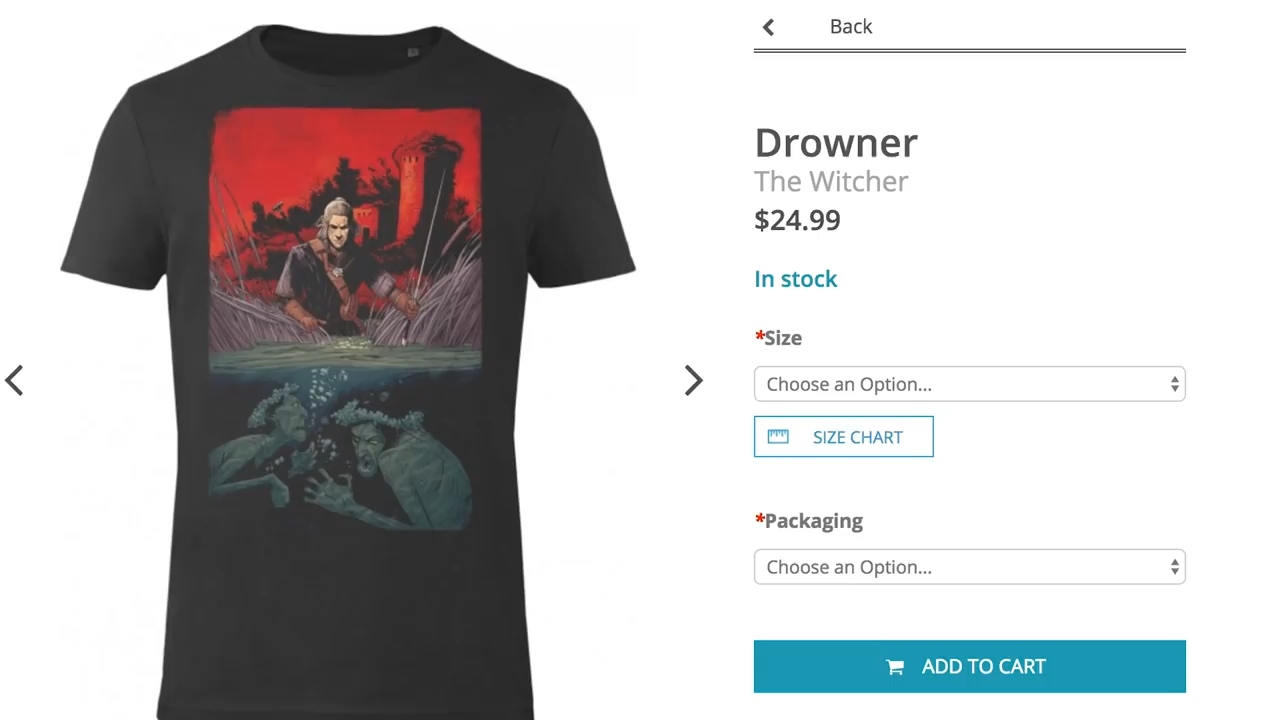 Back
Drowner
The Witcher
$24.99
In stock
*Size
Choose an Option...
SIZE CHART
*Packaging
Choose an Option...
ADD TO CART